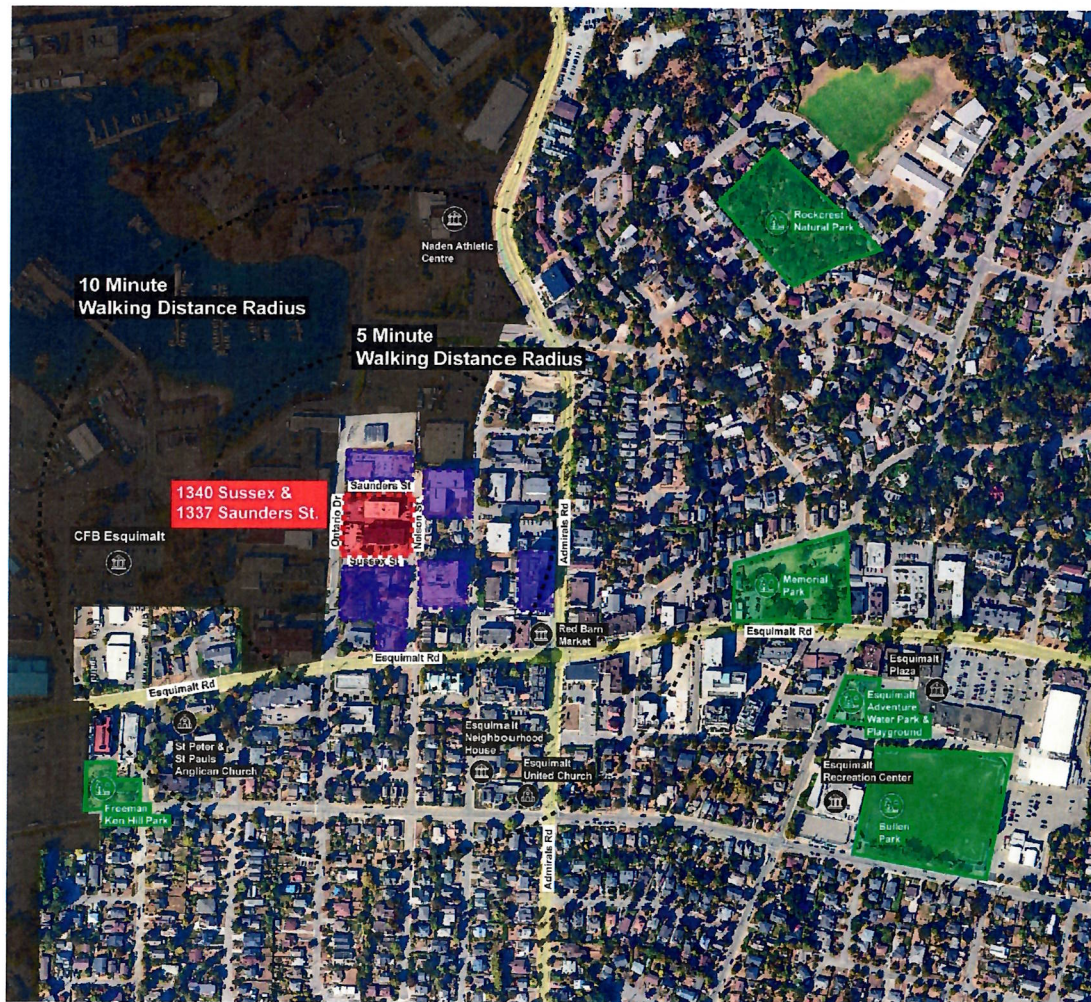 Rockcrest
Natural Park
Naden Athletic
Centre
10 Minute
Walking Distance Radius
5 Minute
Walking Distance Radius
1340 Sussex &
1337 Saunders St.
Saunders St
Ontario Dr
Nelson St
Sussex St
Admirals Rd
CFB Esquimalt
Memorial
Park
Red Barn
Market
Esquimalt Rd
Esquimalt Rd
Esquimalt Rd
Esquimalt
Plaza
Esquimalt
Adventure
Water Park &
Playground
St Peter &
St Pauls
Anglican Church
Esquimalt
Neighbourhood
House
Esquimalt
United Church
Esquimalt
Recreation Center
Freeman
Ken Hill Park
Bullen
Park
Admirals Rd